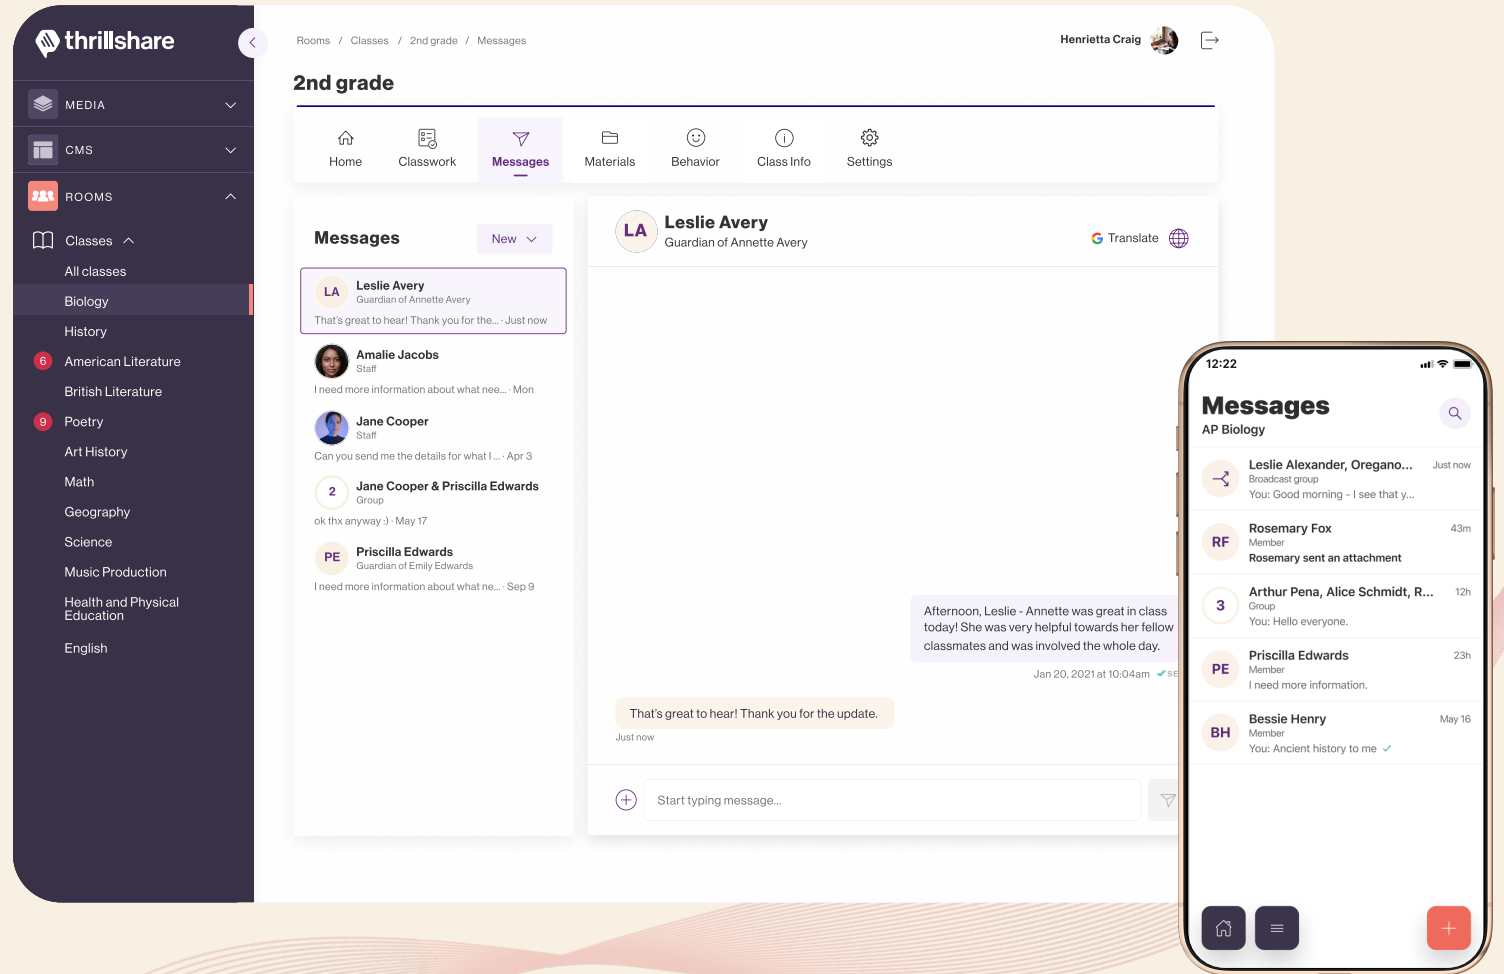 thrillshare
MEDIA
CMS
ROOMS
Classes
All classes
Biology
History
6 American Literature
British Literature
9 Poetry
Art History
Math
Geography
Science
Music Production
Health and Physical
Education
English
Rooms / Classes / 2nd grade / Messages
Henrietta Craig
2nd grade
Home
Classwork
Messages
Materials
Behavior
Class Info
Settings
Messages
New
LA
Leslie Avery
Guardian of Annette Avery
That's great to hear! Thank you for the... · Just now
Amalie Jacobs
Staff
I need more information about what nee... · Mon
Jane Cooper
Staff
Can you send me the details for what I ... · Apr 3
2
Jane Cooper & Priscilla Edwards
Group
ok thx anyway :) · May 17
PE
Priscilla Edwards
Guardian of Emily Edwards
I need more information about what ne... · Sep 9
LA
Leslie Avery
Guardian of Annette Avery
G Translate
Afternoon, Leslie - Annette was great in class
today! She was very helpful towards her fellow
classmates and was involved the whole day.
Jan 20, 2021 at 10:04am SE
That's great to hear! Thank you for the update.
Just now
Start typing message...
12:22
Messages
AP Biology
Leslie Alexander, Oregano... Just now
Broadcast group
You: Good morning - I see that y...
RF
Rosemary Fox 43m
Member
Rosemary sent an attachment
3
Arthur Pena, Alice Schmidt, R... 12h
Group
You: Hello everyone.
PE
Priscilla Edwards 23h
Member
I need more information.
BH
Bessie Henry May 16
Member
You: Ancient history to me